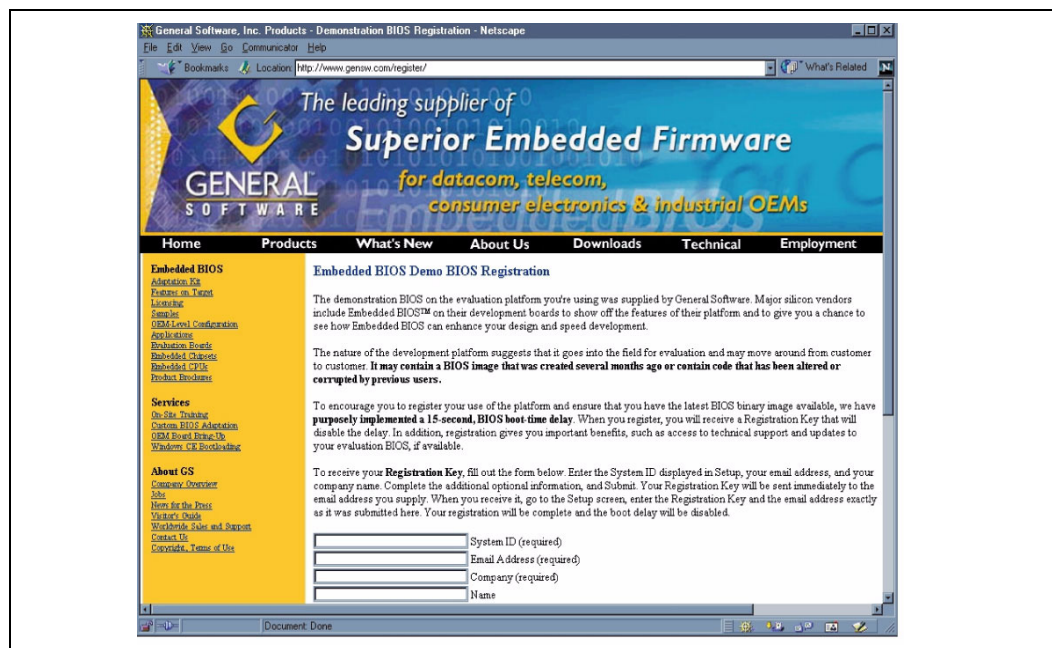 General Software, Inc. Products - Demonstration BIOS Registration - Netscape
File Edit View Go Communicator Help
Bookmarks Location: http://www.gensw.com/register/ What's Related
The leading supplier of
Superior Embedded Firmware
for datacom, telecom,
consumer electronics & industrial OEMs
GENERAL
SOFTWARE
EmbeddedBIOS
Home Products What's New About Us Downloads Technical Employment
Embedded BIOS
Adaptation Kit
Features on Target
Licensing
Samples
OEM-Level Configuration
Applications
Evaluation Boards
Embedded Chipsets
Embedded CPUs
Product Brochures
Services
On-Site Training
Custom BIOS Adaptation
OEM Board Bring-Up
Windows CE Bootloading
About GS
Company Overview
Jobs
News for the Press
Visitor's Guide
Worldwide Sales and Support
Contact Us
Copyright, Terms of Use
Embedded BIOS Demo BIOS Registration
The demonstration BIOS on the evaluation platform you're using was supplied by General Software. Major silicon vendors
include Embedded BIOS™ on their development boards to show off the features of their platform and to give you a chance to
see how Embedded BIOS can enhance your design and speed development.
The nature of the development platform suggests that it goes into the field for evaluation and may move around from customer
to customer. It may contain a BIOS image that was created several months ago or contain code that has been altered or
corrupted by previous users.
To encourage you to register your use of the platform and ensure that you have the latest BIOS binary image available, we have
purposely implemented a 15-second, BIOS boot-time delay. When you register, you will receive a Registration Key that will
disable the delay. In addition, registration gives you important benefits, such as access to technical support and updates to
your evaluation BIOS, if available.
To receive your Registration Key, fill out the form below. Enter the System ID displayed in Setup, your email address, and your
company name. Complete the additional optional information, and Submit. Your Registration Key will be sent immediately to the
email address you supply. When you receive it, go to the Setup screen, enter the Registration Key and the email address exactly
as it was submitted here. Your registration will be complete and the boot delay will be disabled.
System ID (required)
Email Address (required)
Company (required)
Name
Document: Done